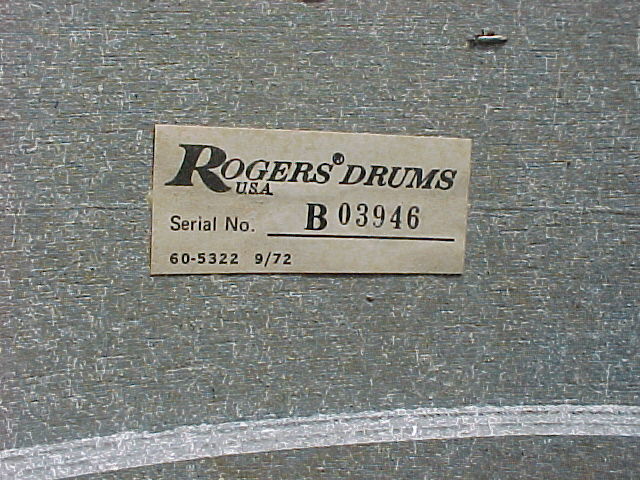 ROGERS® DRUMS
U.S.A.
Serial No. B 03946
60-5322 9/72